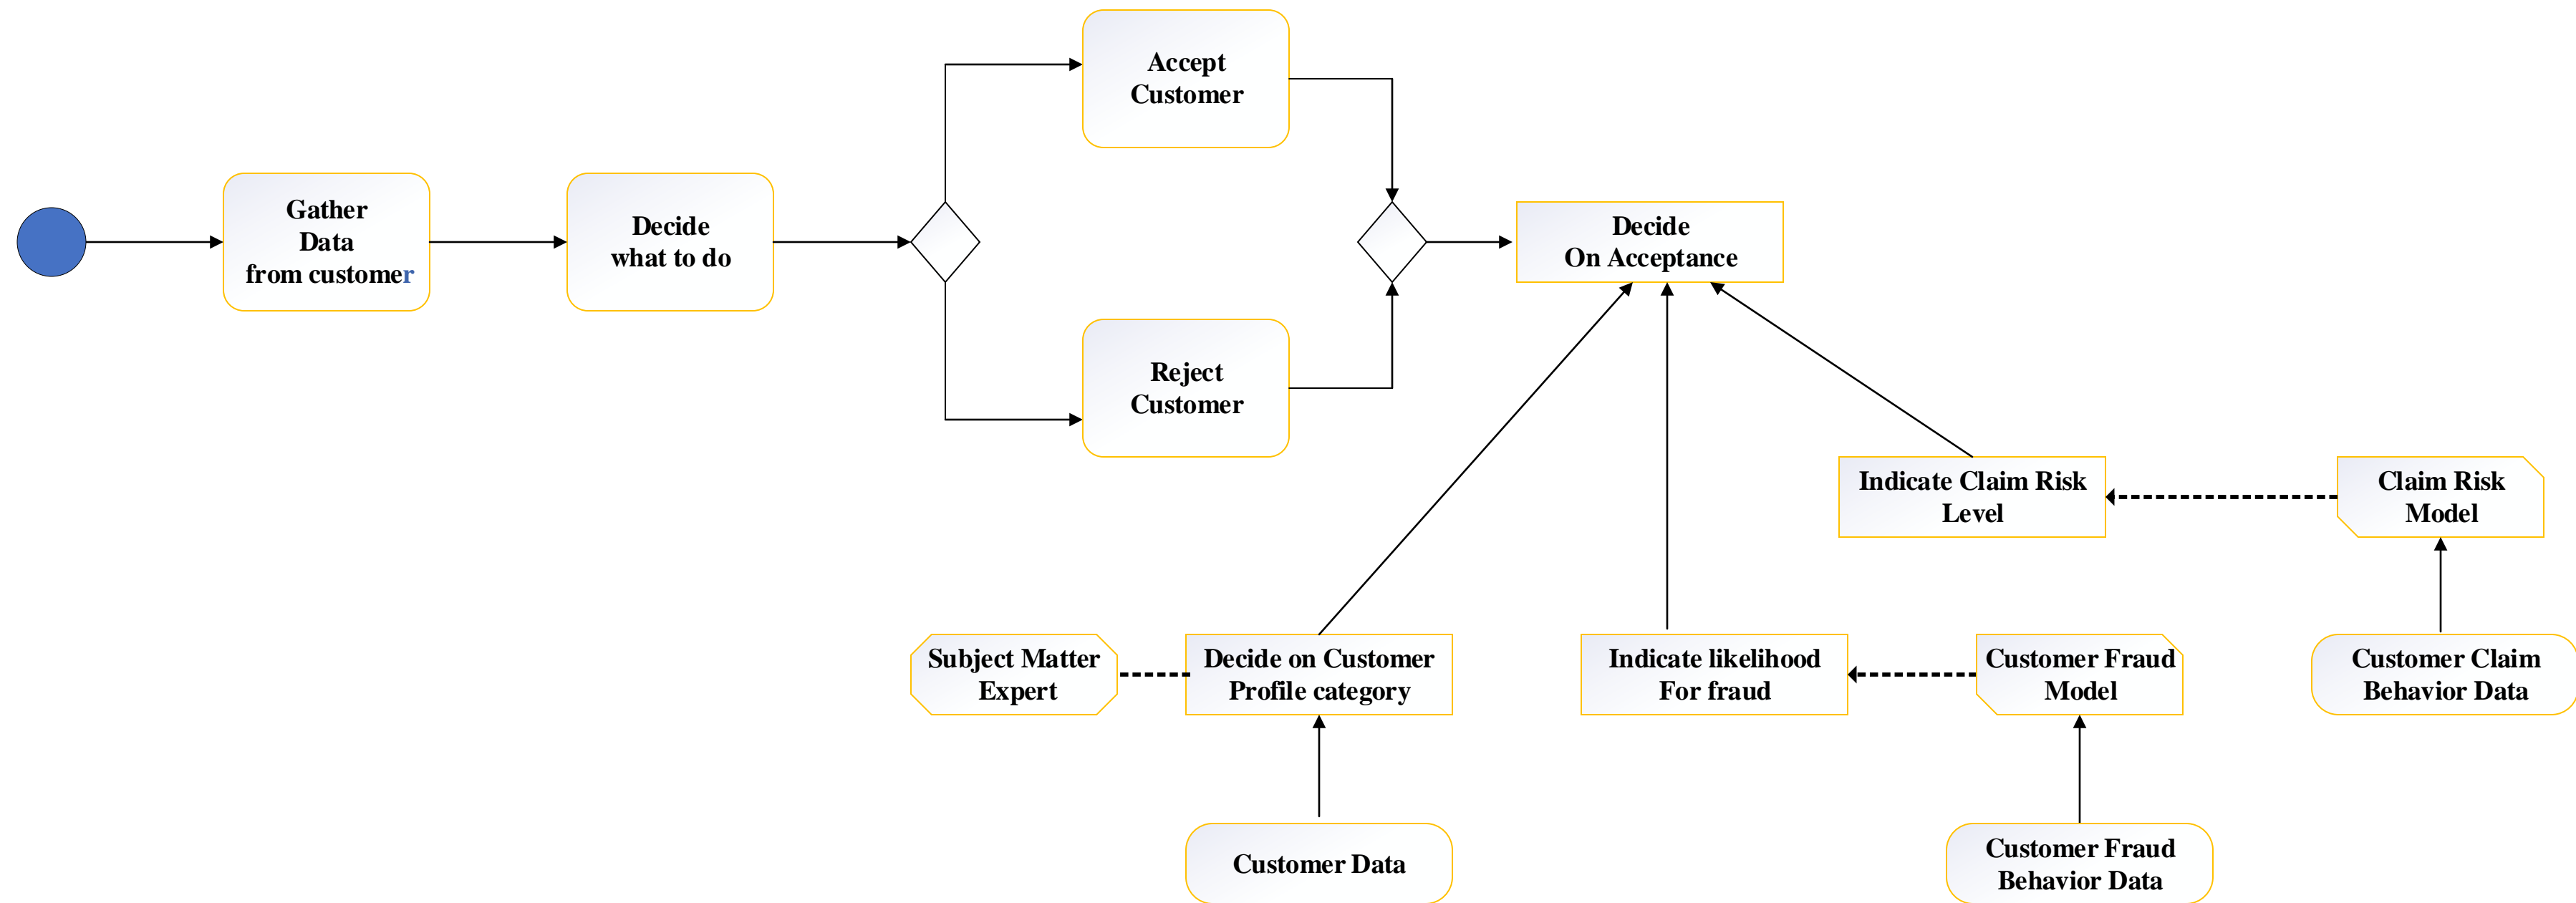 Accept
Customer
Gather
Data
from customer
Decide
what to do
Decide
On Acceptance
Reject
Customer
Indicate Claim Risk
Level
Claim Risk
Model
Subject Matter
Expert
Decide on Customer
Profile category
Indicate likelihood
For fraud
Customer Fraud
Model
Customer Claim
Behavior Data
Customer Data
Customer Fraud
Behavior Data